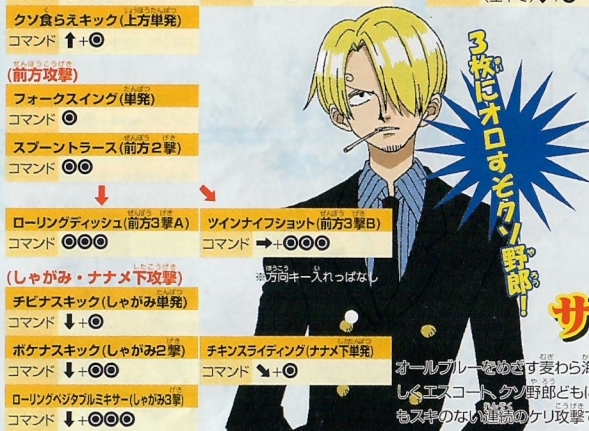 クソ食らえキック(上方単発)
コマンド ⬆+◉
(前方攻撃)
フォークスイング(単発)
コマンド ◉
スプーントラース(前方2撃)
コマンド ◉◉
ローリングディッシュ(前方3撃A)
コマンド ◉◉◉
ツインナイフショット(前方3撃B)
コマンド ➡+◉◉◉
※方向キー入れっぱなし
(しゃがみ・ナナメ下攻撃)
チビナスキック(しゃがみ単発)
コマンド ⬇+◉
ボケナスキック(しゃがみ2撃)
コマンド ⬇+◉◉
チキンスライディング(ナナメ下単発)
コマンド ⬊+◉
ローリングベジタブルミキサー(しゃがみ3撃)
コマンド ⬇+◉◉◉
3枚にオロすぞクソ野郎!
サ
オールブルーをめざす麦わら海
しくエスコート、クソ野郎どもに
もスキのない連続のケリ攻撃で